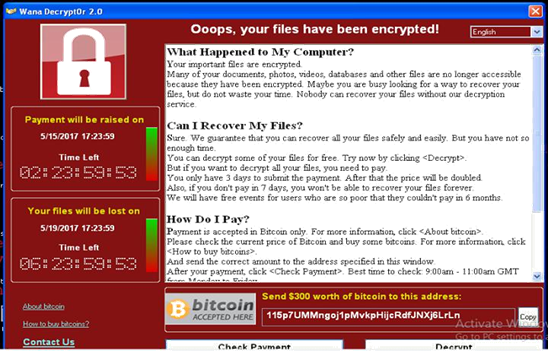 Wana Decrypt0r 2.0
Ooops, your files have been encrypted!
English
Payment will be raised on
5/15/2017 17:23:59
Time Left
02:23:59:53
Your files will be lost on
5/19/2017 17:23:59
Time Left
06:23:59:53
About bitcoin
How to buy bitcoins?
Contact Us
What Happened to My Computer?
Your important files are encrypted.
Many of your documents, photos, videos, databases and other files are no longer accessible
because they have been encrypted. Maybe you are busy looking for a way to recover your
files, but do not waste your time. Nobody can recover your files without our decryption
service.
Can I Recover My Files?
Sure. We guarantee that you can recover all your files safely and easily. But you have not so
enough time.
You can decrypt some of your files for free. Try now by clicking <Decrypt>.
But if you want to decrypt all your files, you need to pay.
You only have 3 days to submit the payment. After that the price will be doubled.
Also, if you don't pay in 7 days, you won't be able to recover your files forever.
We will have free events for users who are so poor that they couldn't pay in 6 months.
How Do I Pay?
Payment is accepted in Bitcoin only. For more information, click <About bitcoin>.
Please check the current price of Bitcoin and buy some bitcoins. For more information, click
<How to buy bitcoins>.
And send the correct amount to the address specified in this window.
After your payment, click <Check Payment>. Best time to check: 9:00am - 11:00am GMT
from Monday to Friday.
bitcoin
ACCEPTED HERE
Send $300 worth of bitcoin to this address:
115p7UMMngoj1pMvkpHijcRdfJNXj6LrLn
Copy
Check Payment
Decrypt
Activate Window
Go to PC settings to